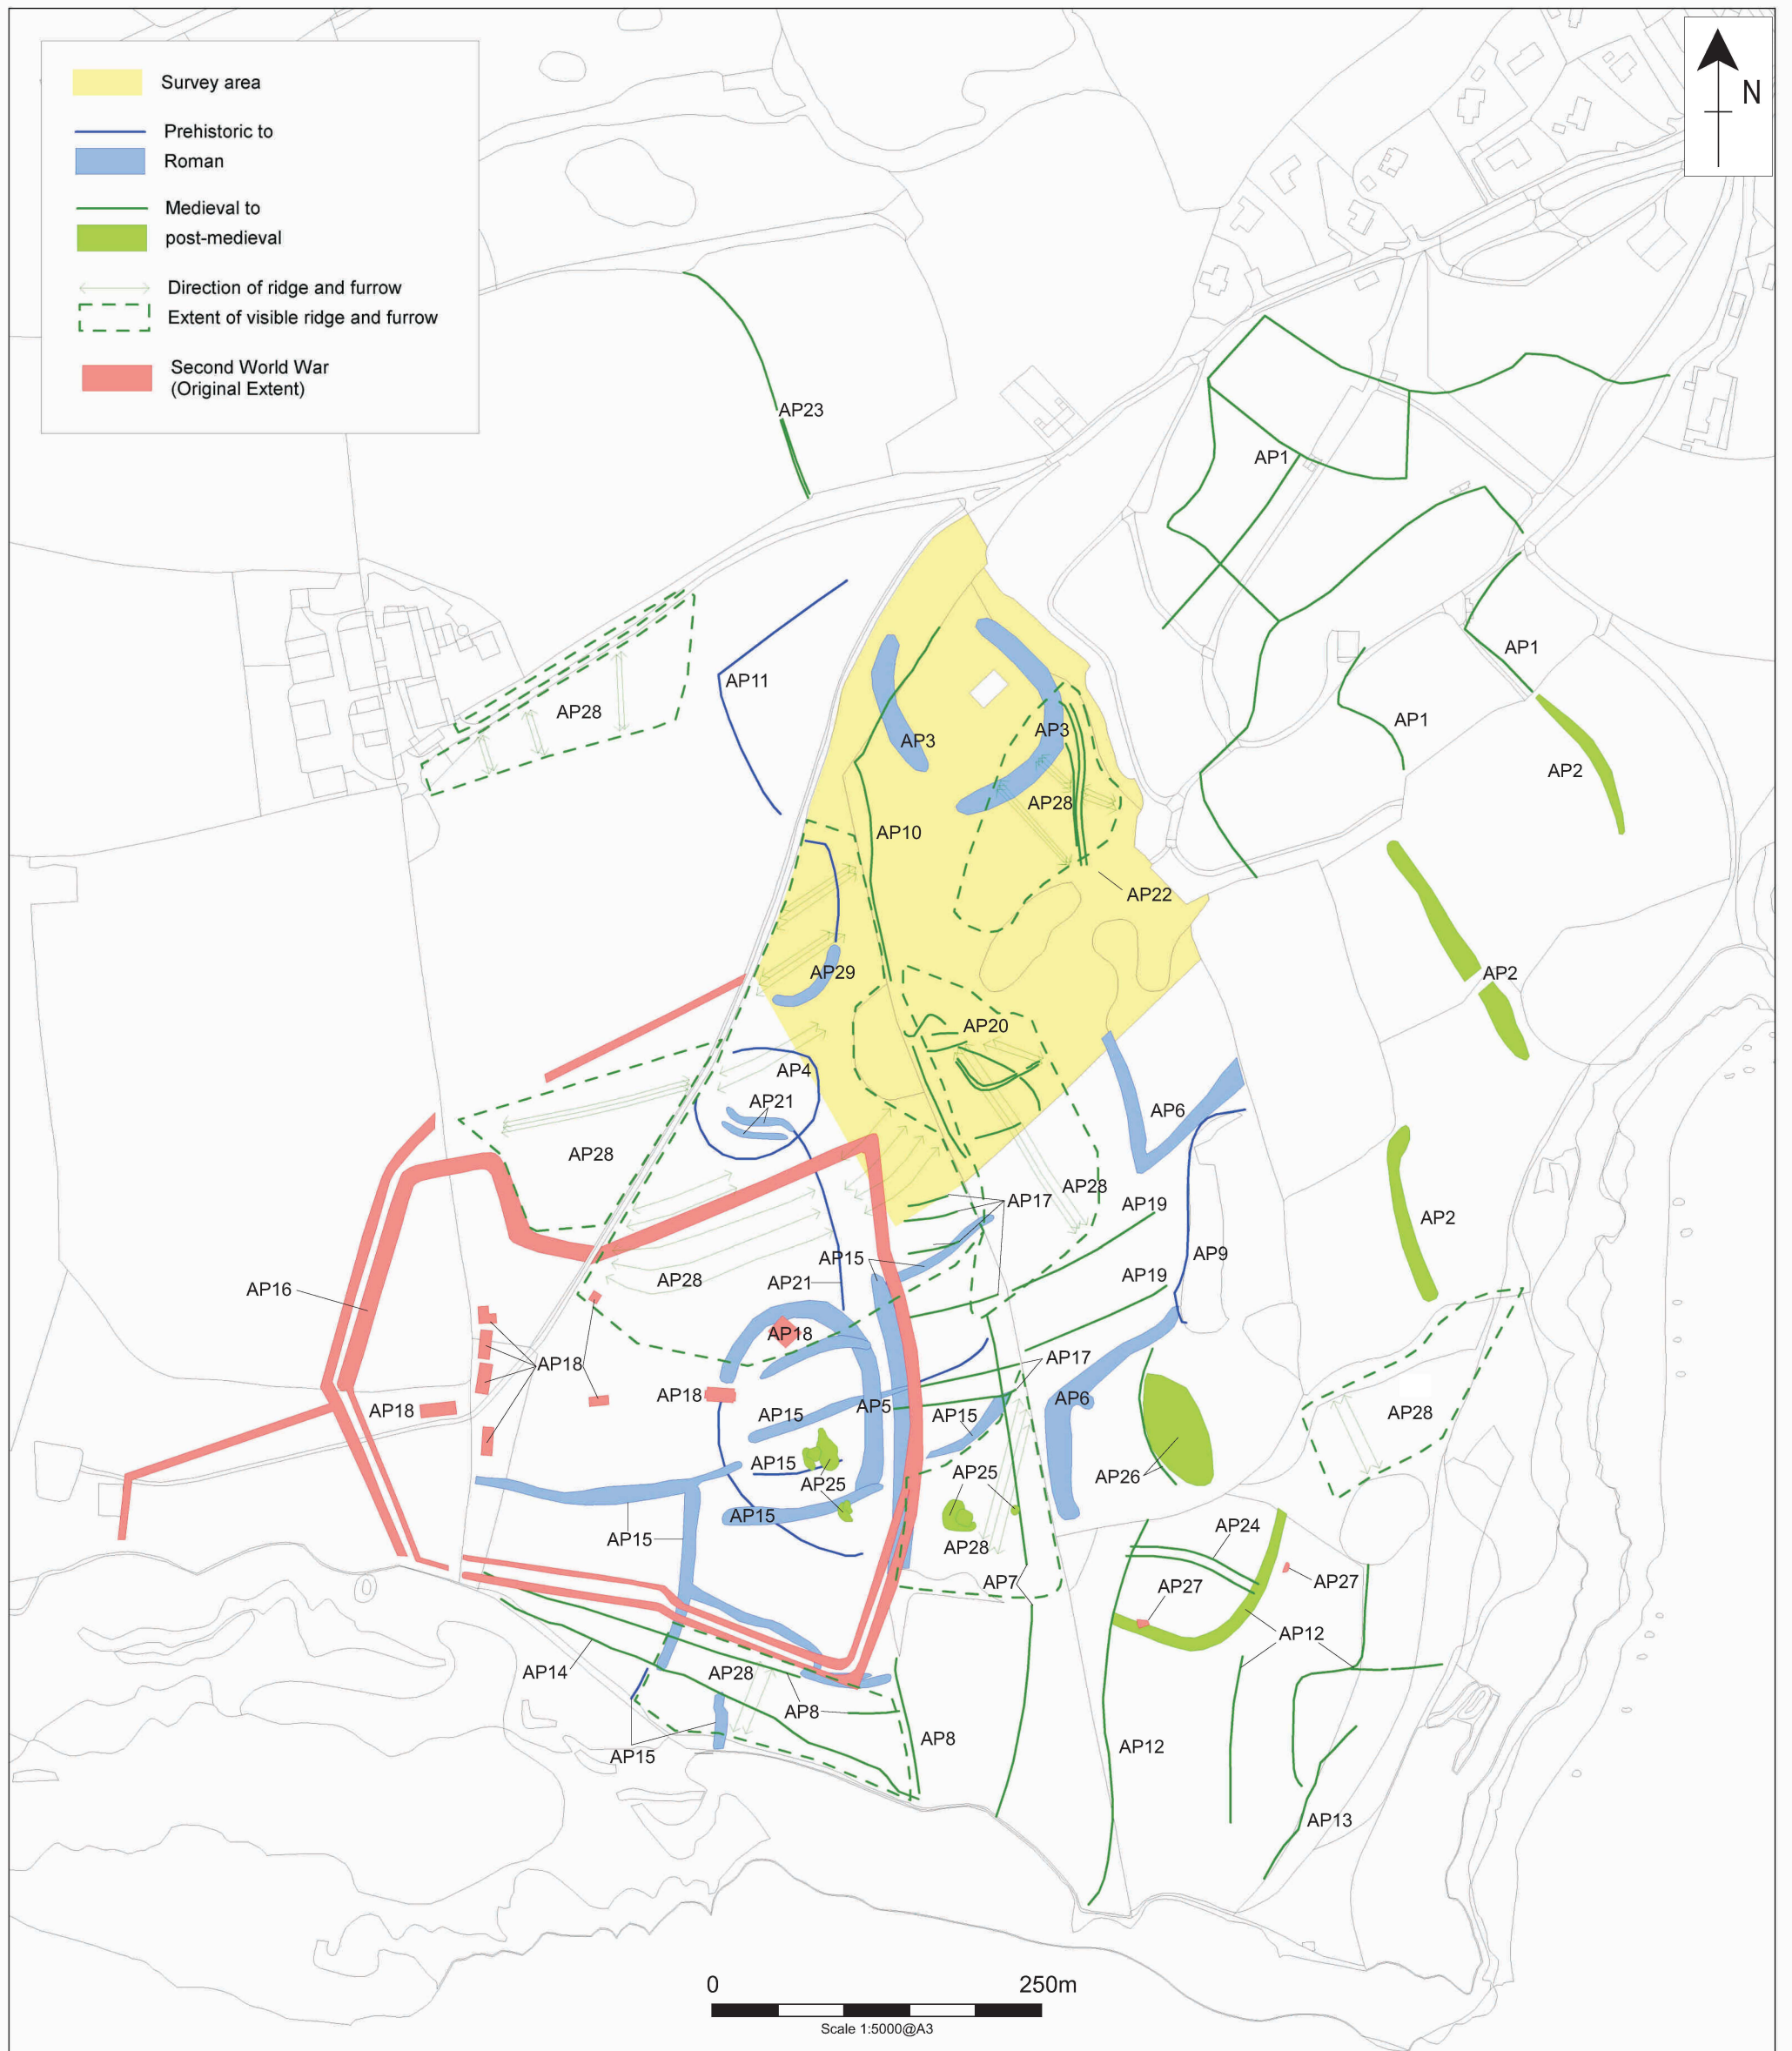 N
Survey area
Prehistoric to
Roman
Medieval to
post-medieval
Direction of ridge and furrow
Extent of visible ridge and furrow
Second World War
(Original Extent)
AP23
AP1
AP1
AP11
AP28
AP1
AP3
AP3
AP2
AP28
AP10
AP22
AP29
AP2
AP20
AP4
AP21
AP6
AP28
AP28
AP17
AP19
AP2
AP15
AP9
AP28
AP21
AP19
AP16
AP18
AP18
AP17
AP18
AP18
AP5
AP6
AP15
AP15
AP28
AP15
AP25
AP25
AP26
AP15
AP24
AP15
AP28
AP7
AP27
AP27
AP12
AP14
AP28
AP8
AP8
AP12
AP15
AP13
0
250m
Scale 1:5000@A3